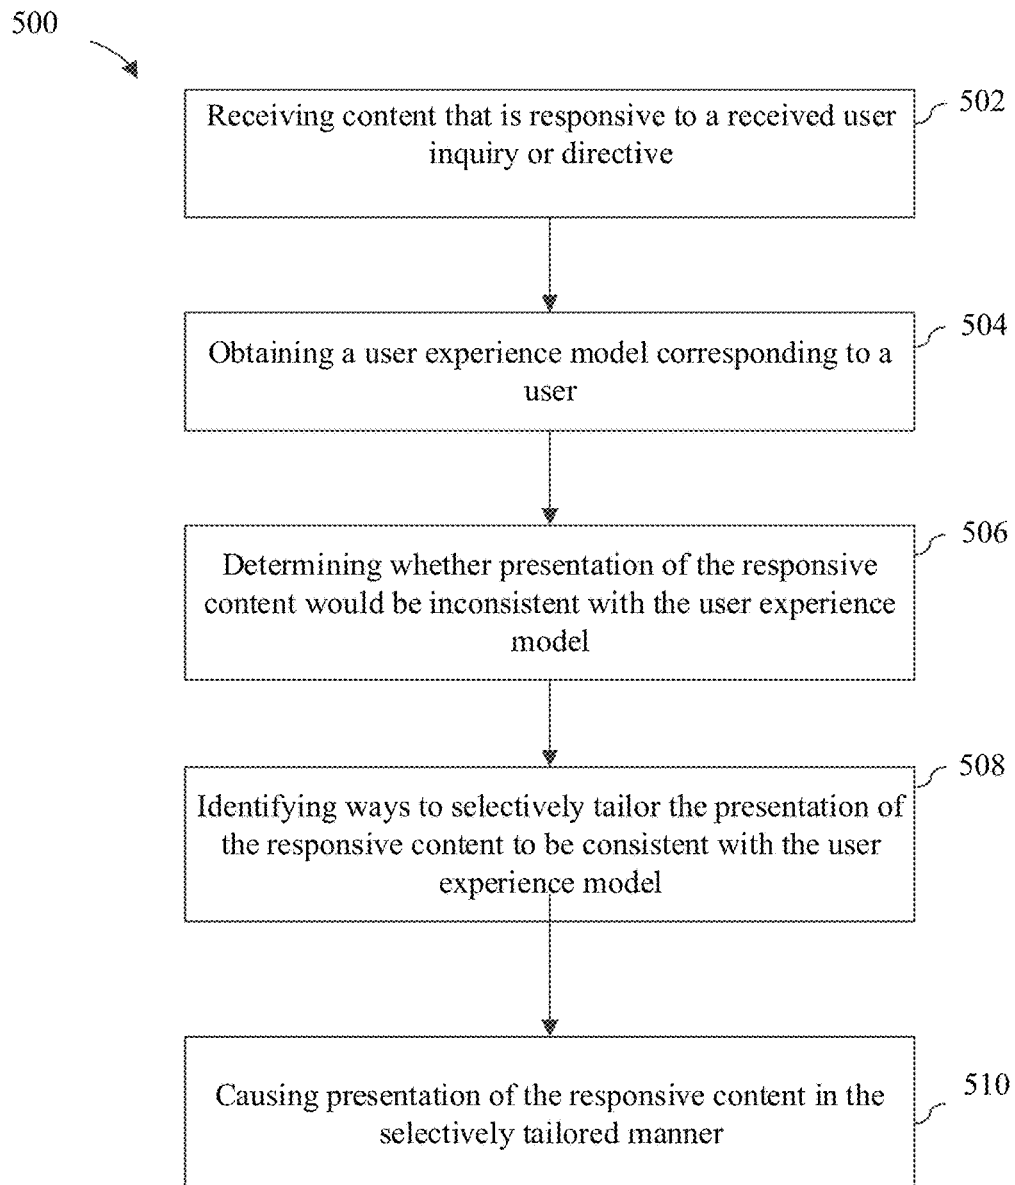 500
502
Receiving content that is responsive to a received user
inquiry or directive
504
Obtaining a user experience model corresponding to a
user
506
Determining whether presentation of the responsive
content would be inconsistent with the user experience
model
508
Identifying ways to selectively tailor the presentation of
the responsive content to be consistent with the user
experience model
510
Causing presentation of the responsive content in the
selectively tailored manner